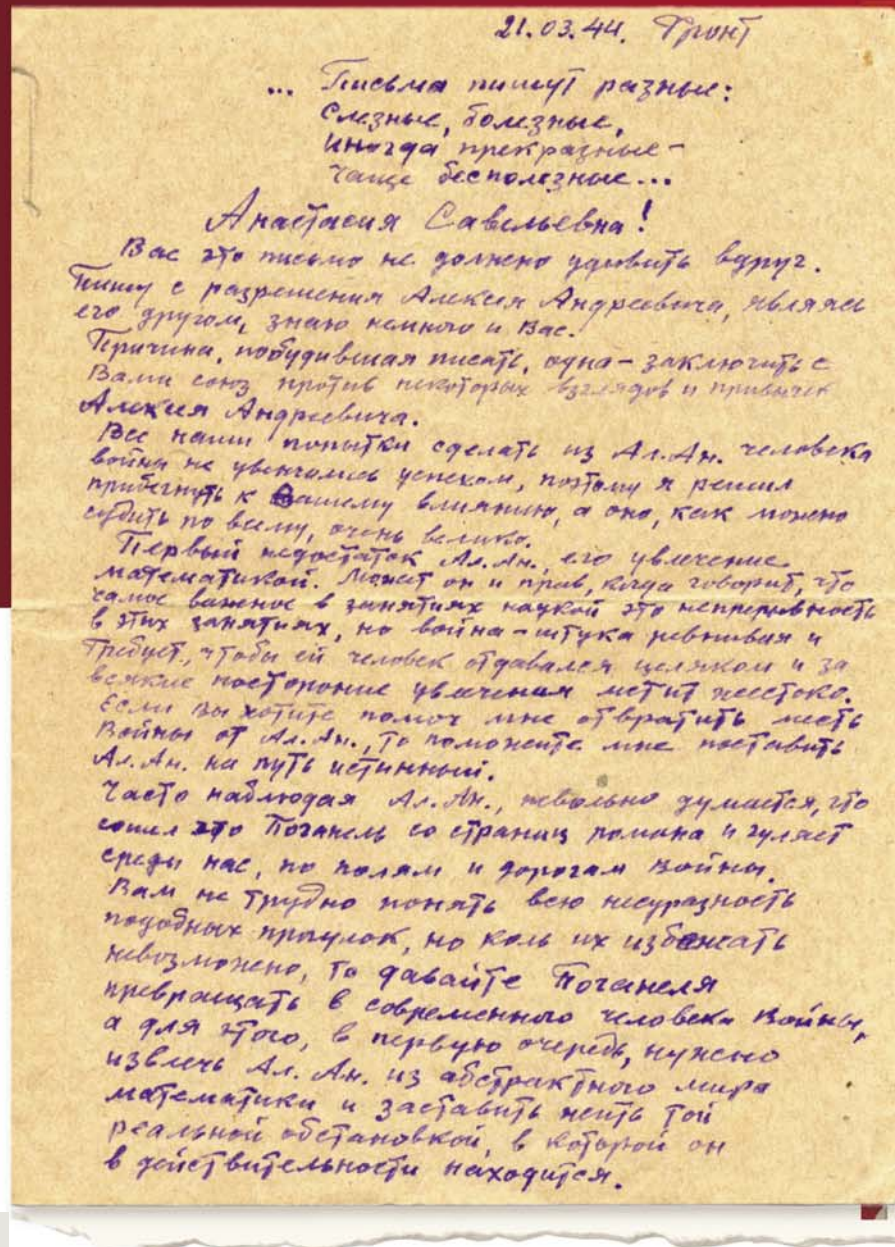 21.03.44. Фронт
... Письма пишут разные:
Слезные, болезные,
иногда прекразные -
чаще бесполезные...
Анастасия Савельевна!
Вас это письмо не должно удивить вдруг.
Пишу с разрешения Алексея Андреевича, являясь
его другом, знаю немного и Вас.
Причина, побудившая писать, одна - заключить с
Вами союз против некоторых взглядов и привычек
Алексея Андреевича.
Все наши попытки сделать из Ал.Ан. человека
войны не увенчались успехом, поэтому я решил
прибегнуть к Вашему влиянию, а оно, как можно
судить по всему, очень велико.
Первый недостаток Ал.Ан., его увлечение
математикой. Может он и прав, когда говорит, что
самое важное в занятиях наукой это непрерывность
в этих занятиях, но война - штука ревнивая и
требует, чтобы ей человек отдавался целиком и за
всякие посторонние увлечения мстит жестоко.
Если вы хотите помоч мне отвратить месть
Войны от Ал.Ан., то поможите мне поставить
Ал.Ан. на путь истинный.
Часто наблюдая Ал.Ан., невольно думается, что
сошел это Поганель со страниц романа и гуляет
среди нас, по полям и дорогам войны.
Вам не трудно понять всю несуразность
подобных прогулок, но коль их избежать
невозможно, то давайте Поганеля
превращать в современного человека Войны,
а для этого, в первую очередь, нужно
извлечь Ал.Ан. из абстрактного мира
математики и заставить жить той
реальной обстановкой, в которой он
в действительности находится.